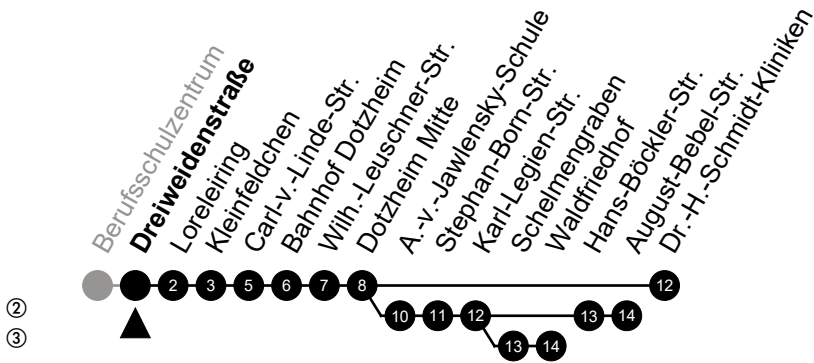 Berufsschulzentrum
Dreiweidenstraße
Loreleiring
Kleinfeldchen
Carl-v.-Linde-Str.
Bahnhof Dotzheim
Wilh.-Leuschner-Str.
Dotzheim Mitte
A.-v.-Jawlensky-Schule
Stephan-Born-Str.
Karl-Legien-Str.
Schelmengraben
Waldfriedhof
Hans-Böckler-Str.
August-Bebel-Str.
Dr.-H.-Schmidt-Kliniken
2 3 5 6 7 8 12
② 10 11 12 13 14
③ 13 14